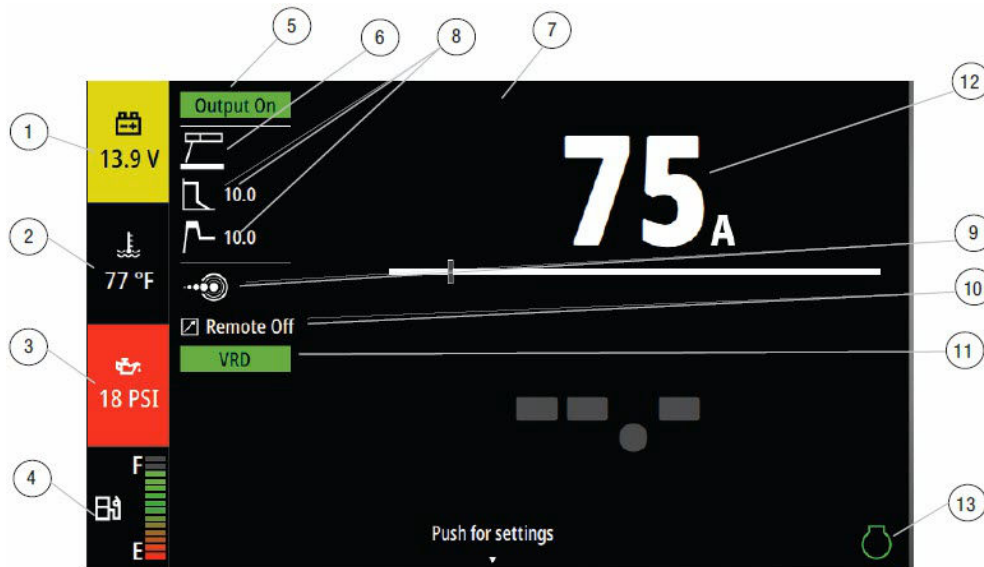 5
6
8
7
12
1
2
3
4
9
10
11
13
13.9 V
77 °F
18 PSI
F
E
Output On
10.0
10.0
Remote Off
VRD
75 A
Push for settings